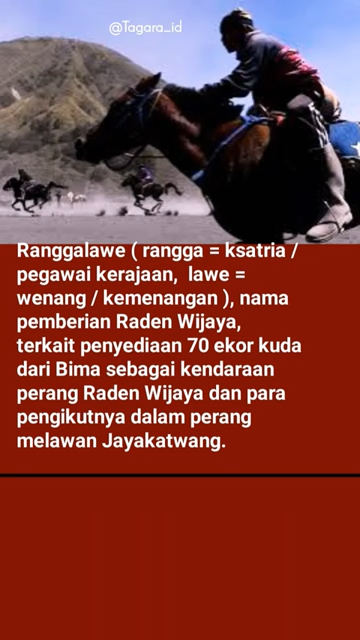 @Tagara_id
Ranggalawe ( rangga = ksatria /
pegawai kerajaan,  lawe =
wenang / kemenangan ), nama
pemberian Raden Wijaya,
terkait penyediaan 70 ekor kuda
dari Bima sebagai kendaraan
perang Raden Wijaya dan para
pengikutnya dalam perang
melawan Jayakatwang.